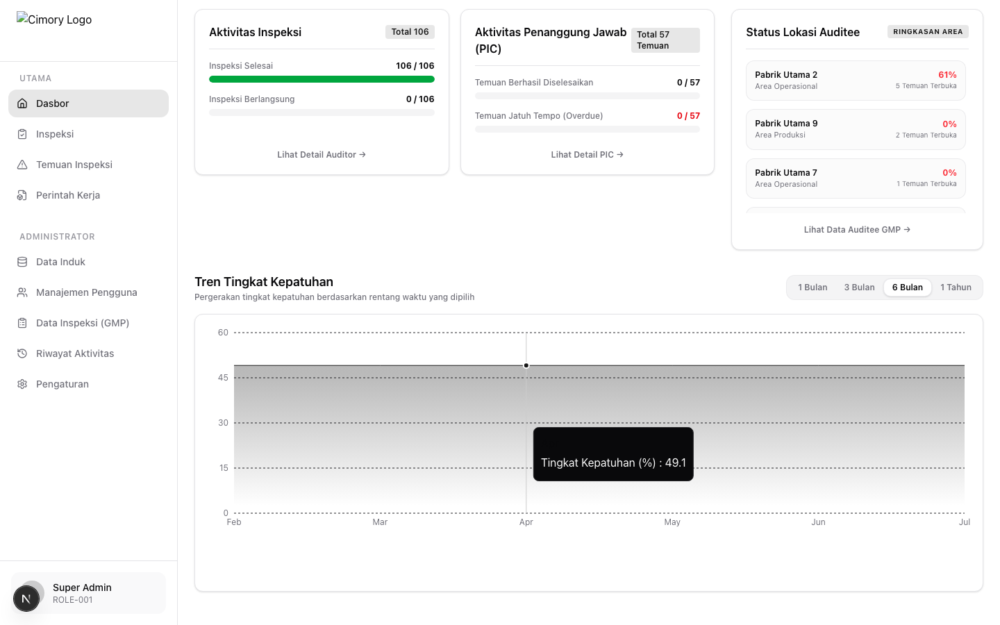 Cimory Logo
UTAMA
Dasbor
Inspeksi
Temuan Inspeksi
Perintah Kerja
ADMINISTRATOR
Data Induk
Manajemen Pengguna
Data Inspeksi (GMP)
Riwayat Aktivitas
Pengaturan
N
Super Admin
ROLE-001
Aktivitas Inspeksi
Total 106
Inspeksi Selesai
106 / 106
Inspeksi Berlangsung
0 / 106
Lihat Detail Auditor →
Aktivitas Penanggung Jawab
(PIC)
Total 57
Temuan
Temuan Berhasil Diselesaikan
0 / 57
Temuan Jatuh Tempo (Overdue)
0 / 57
Lihat Detail PIC →
Status Lokasi Auditee
RINGKASAN AREA
Pabrik Utama 2
61%
Area Operasional
5 Temuan Terbuka
Pabrik Utama 9
0%
Area Produksi
2 Temuan Terbuka
Pabrik Utama 7
0%
Area Operasional
1 Temuan Terbuka
Lihat Data Auditee GMP →
Tren Tingkat Kepatuhan
Pergerakan tingkat kepatuhan berdasarkan rentang waktu yang dipilih
1 Bulan
3 Bulan
6 Bulan
1 Tahun
60
45
30
15
0
Tingkat Kepatuhan (%) : 49.1
Feb
Mar
Apr
May
Jun
Jul